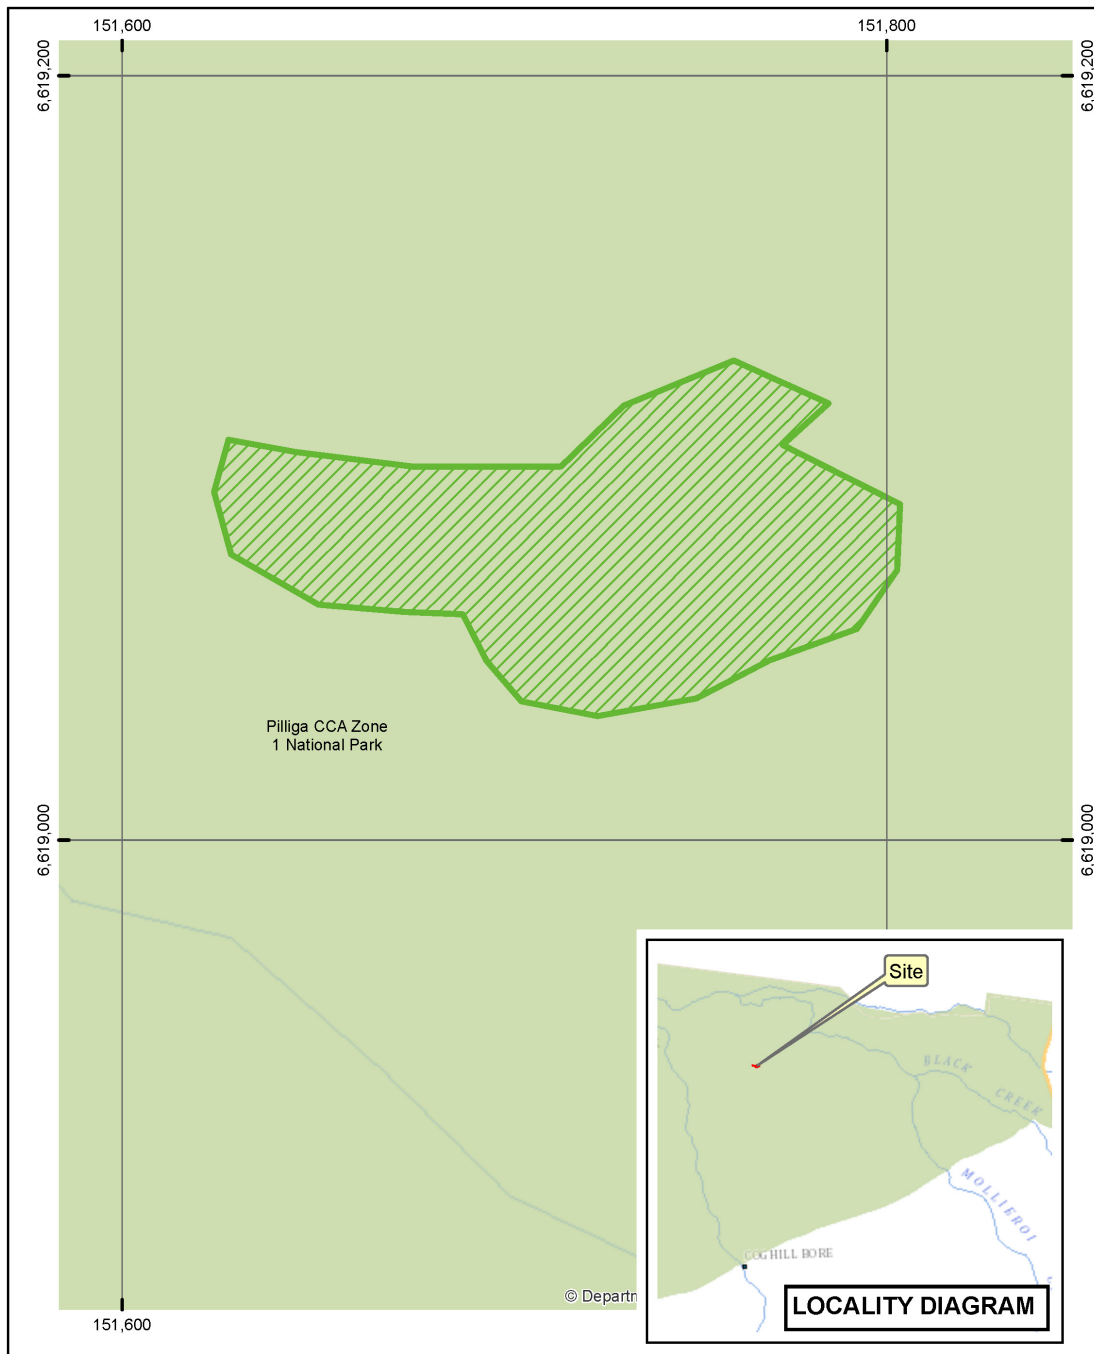 151,600
151,800
6,619,200
6,619,200
Pilliga CCA Zone
1 National Park
6,619,000
6,619,000
Site
BLACK
CREEK
MOLLIEROI
COGHILL BORE
LOCALITY DIAGRAM
© Departm
151,600